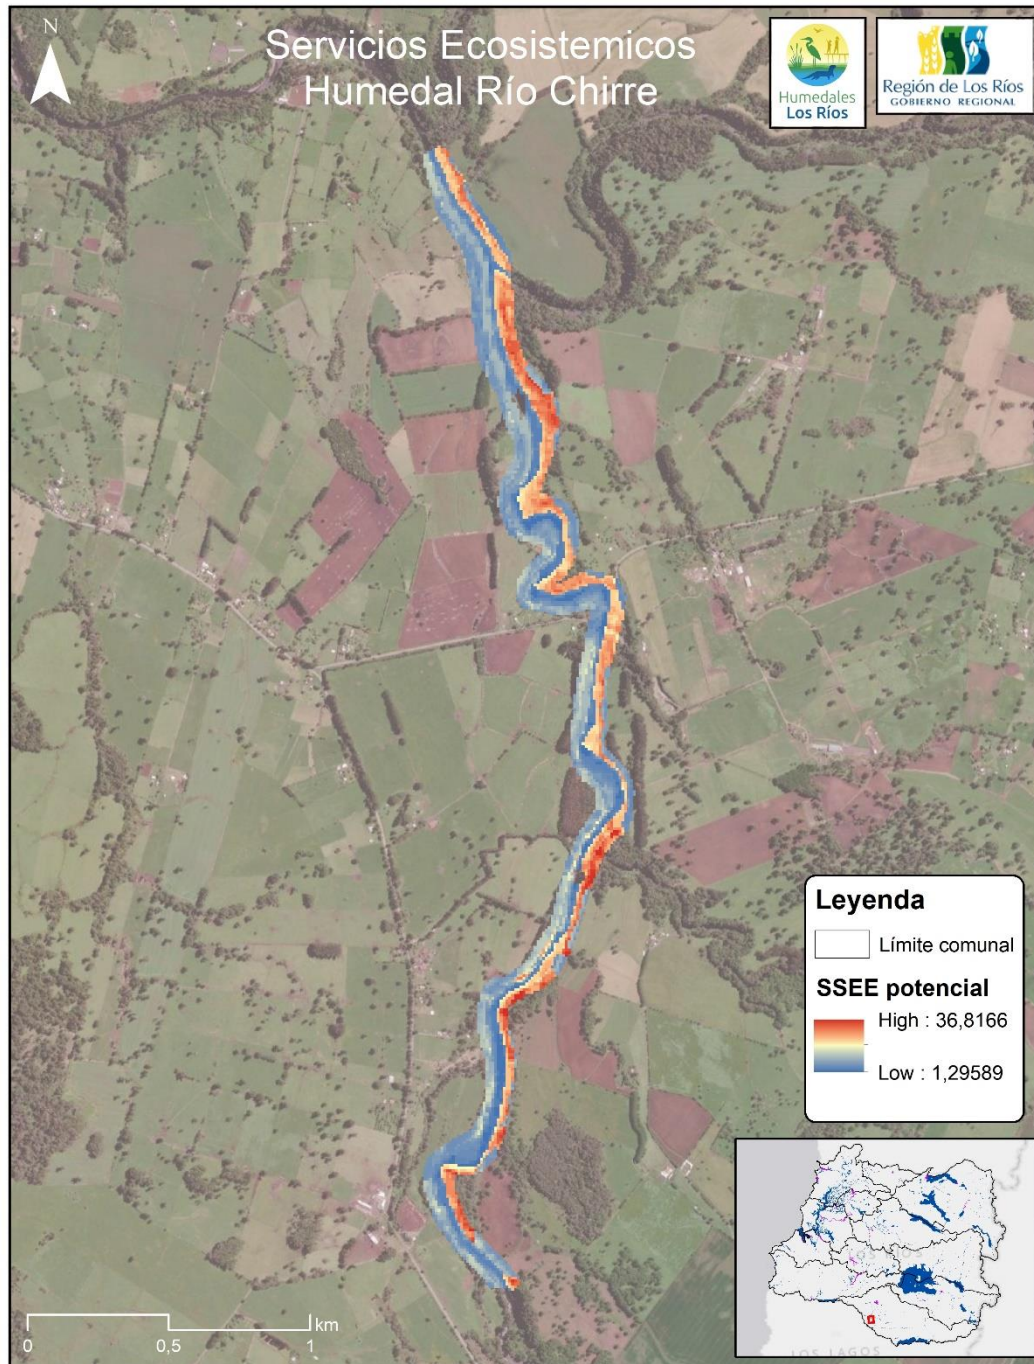 N
Servicios Ecosistemicos
Humedal Río Chirre
Humedales
Los Ríos
Región de Los Ríos
GOBIERNO REGIONAL
Leyenda
Límite comunal
SSEE potencial
High : 36,8166
Low : 1,29589
km
0 0,5 1
LOS LAGOS